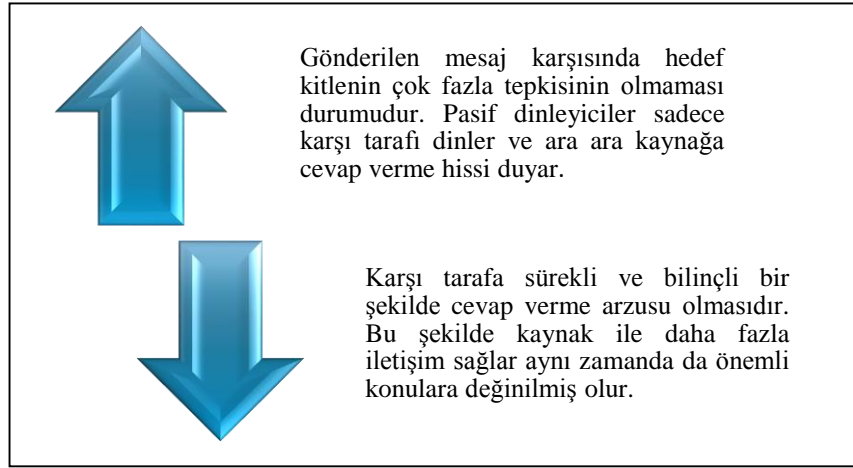 Gönderilen mesaj karşısında hedef
kitlenin çok fazla tepkisinin olmaması
durumudur. Pasif dinleyiciler sadece
karşı tarafı dinler ve ara ara kaynağa
cevap verme hissi duyar.
Karşı tarafa sürekli ve bilinçli bir
şekilde cevap verme arzusu olmasıdır.
Bu şekilde kaynak ile daha fazla
iletişim sağlar aynı zamanda da önemli
konulara değinilmiş olur.